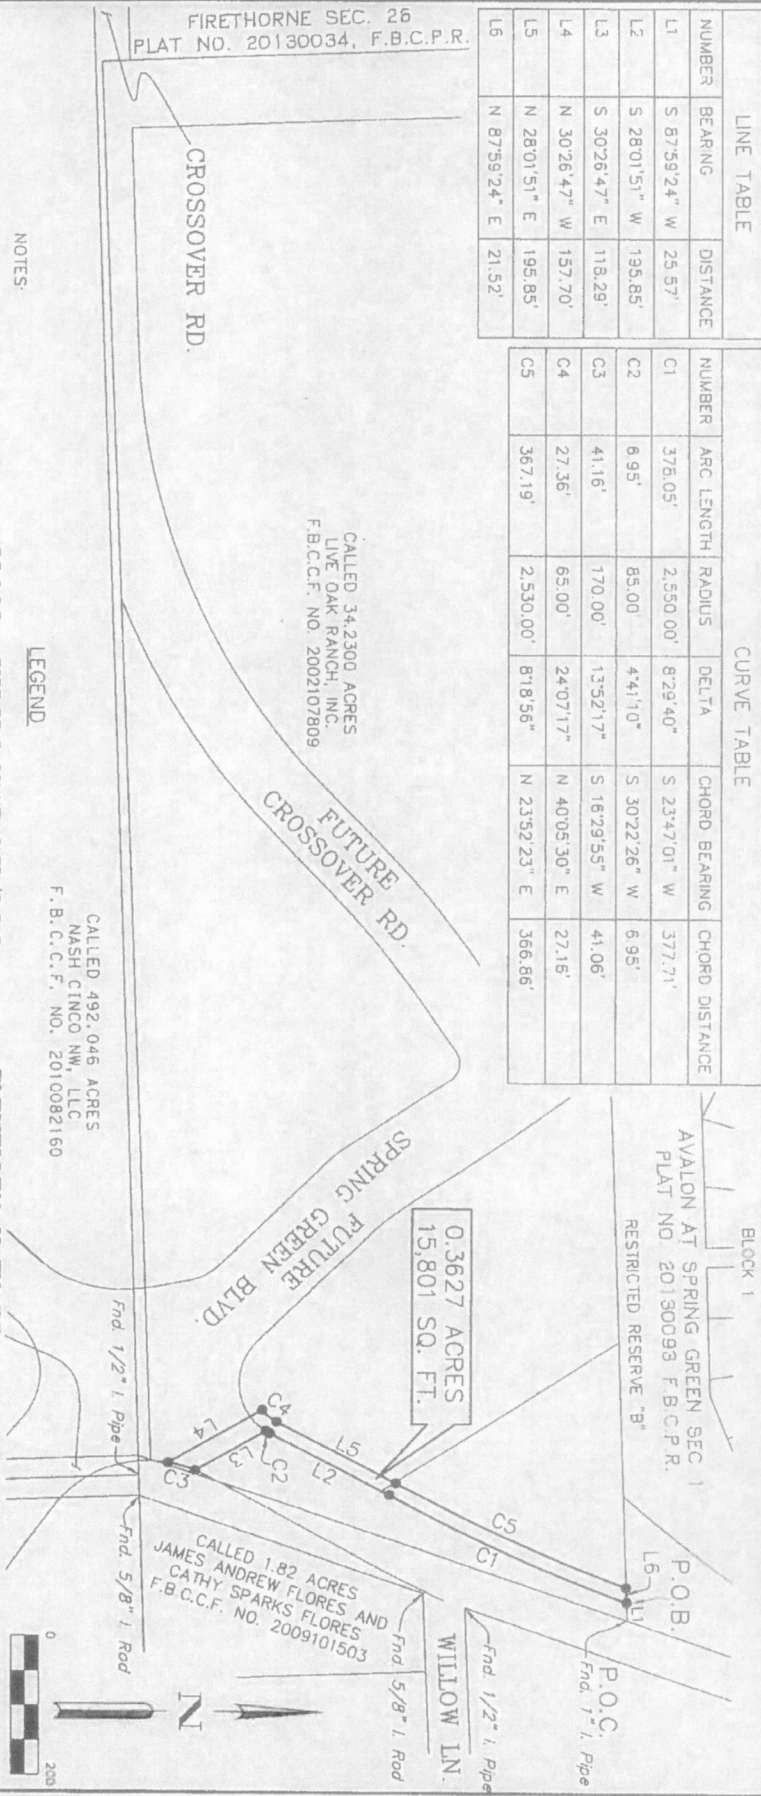 LINE TABLE
NUMBER BEARING DISTANCE
L1 S 87°59'24" W 25.57'
L2 S 28°01'51" W 195.85'
L3 S 30°26'47" E 118.29'
L4 N 30°26'47" W 157.70'
L5 N 28°01'51" E 195.85'
L6 N 87°59'24" E 21.52'
CURVE TABLE
NUMBER ARC LENGTH RADIUS DELTA CHORD BEARING CHORD DISTANCE
C1 378.05' 2,550.00' 8°29'40" S 23°47'01" W 377.71'
C2 6.95' 85.00' 4°41'10" S 30°22'26" W 6.95'
C3 41.16' 170.00' 13°52'17" S 16°29'55" W 41.06'
C4 27.36' 65.00' 24°07'17" N 40°05'30" E 27.16'
C5 367.19' 2,530.00' 8°18'56" N 23°52'23" E 366.86'
BLOCK 1
AVALON AT SPRING GREEN SEC 1
PLAT NO. 20130093 F.B.C.P.R.
RESTRICTED RESERVE "B"
P.O.B.
L6
L1
P.O.C.
Fnd. 1" I. Pipe
FIRETHORNE SEC. 26
PLAT NO. 20130034, F.B.C.P.R.
CROSSOVER RD.
CALLED 34.2300 ACRES
LIVE OAK RANCH, INC.
F.B.C.C.F. NO. 2002107809
FUTURE
CROSSOVER RD.
FUTURE
SPRING GREEN BLVD.
0.3627 ACRES
15,801 SQ. FT.
C5
C1
L5
L2
C4
C2
L4
L3
C3
Fnd. 1/2" I. Pipe
WILLOW LN.
Fnd. 5/8" I. Rod
CALLED 1.82 ACRES
JAMES ANDREW FLORES AND
CATHY SPARKS FLORES
F.B.C.C.F. NO. 2009101503
Fnd. 1/2" I. Pipe
Fnd. 5/8" I. Rod
N
CALLED 492.046 ACRES
NASH CINCO NW, LLC
F.B.C.C.F. NO. 2010082160
NOTES:
LEGEND
0 200